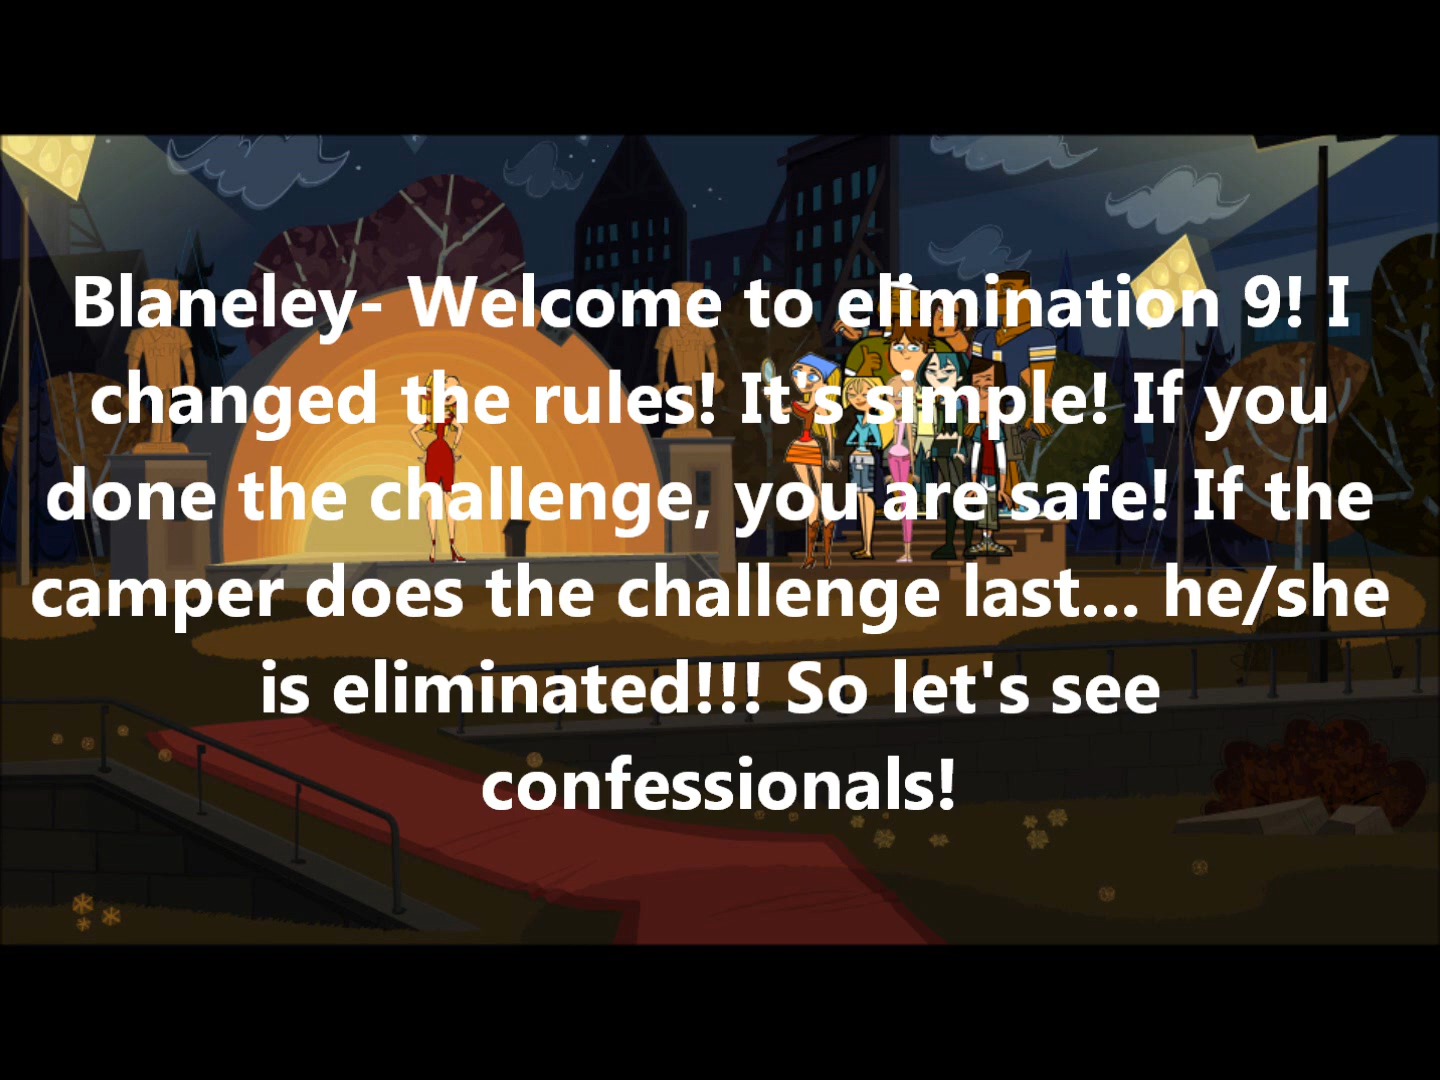 Blaneley- Welcome to elimination 9! I
changed the rules! It's simple! If you
done the challenge, you are safe! If the
camper does the challenge last... he/she
is eliminated!!! So let's see
confessionals!